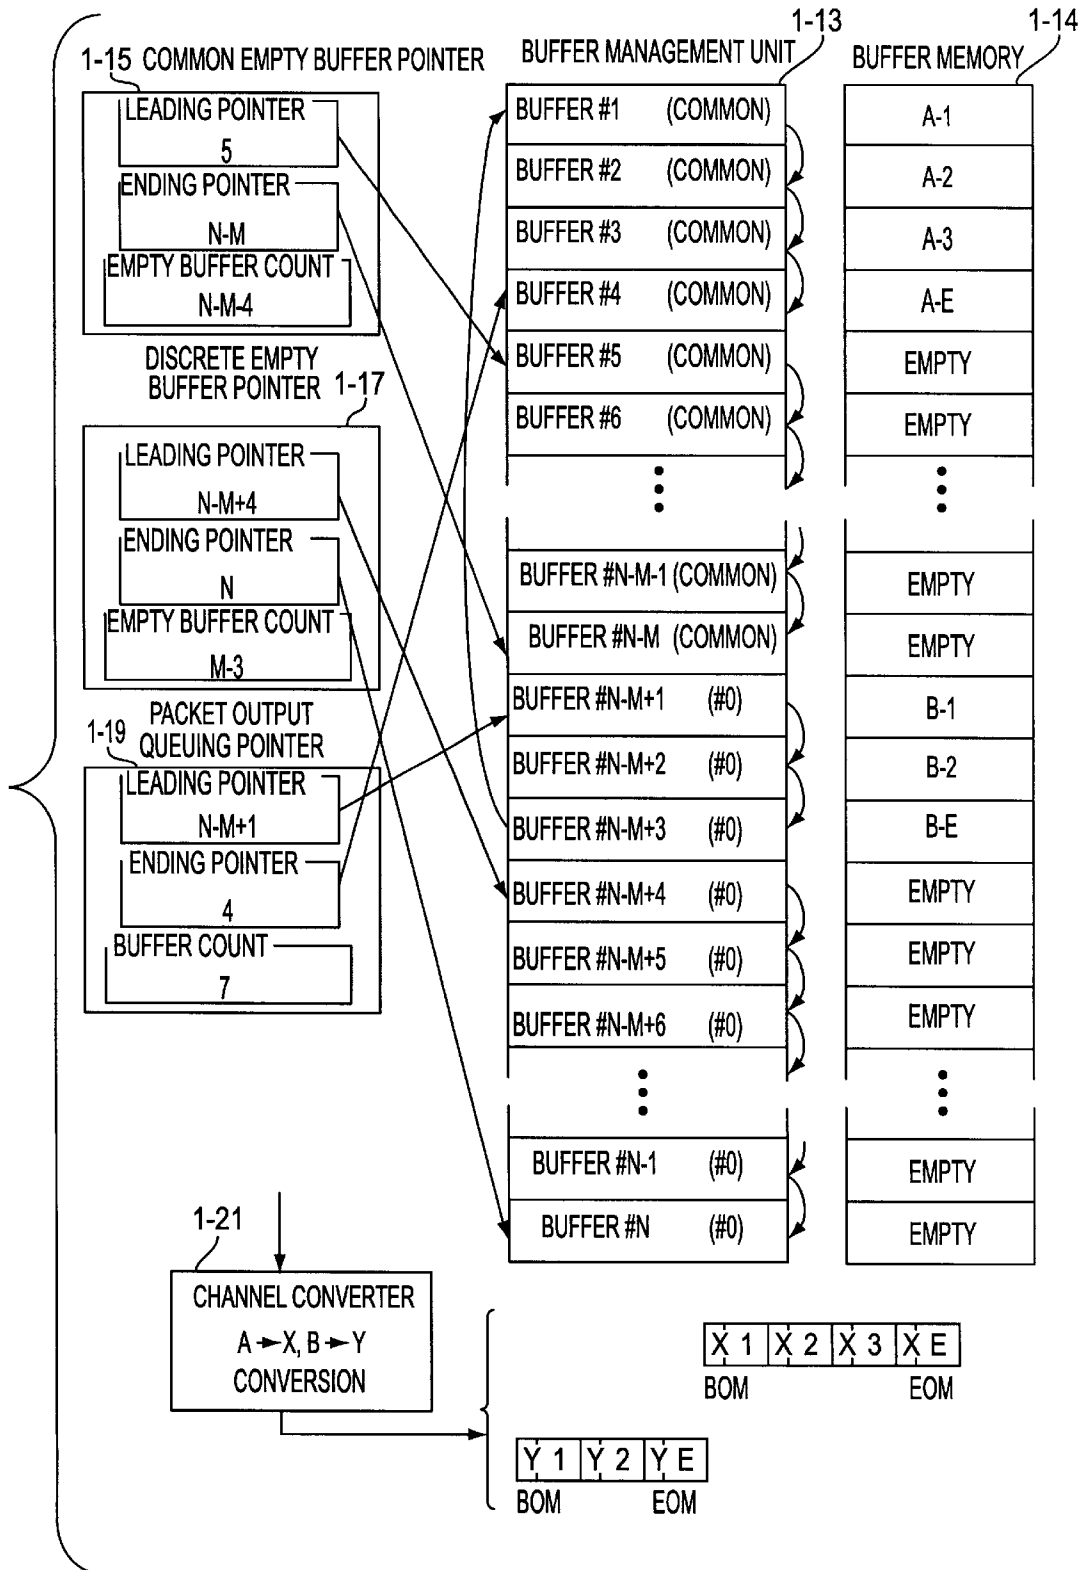 1-13
1-14
1-15 COMMON EMPTY BUFFER POINTER
BUFFER MANAGEMENT UNIT
BUFFER MEMORY
LEADING POINTER
5
ENDING POINTER
N-M
EMPTY BUFFER COUNT
N-M-4
DISCRETE EMPTY
BUFFER POINTER
1-17
LEADING POINTER
N-M+4
ENDING POINTER
N
EMPTY BUFFER COUNT
M-3
PACKET OUTPUT
QUEUING POINTER
1-19
LEADING POINTER
N-M+1
ENDING POINTER
4
BUFFER COUNT
7
BUFFER #1 (COMMON)
BUFFER #2 (COMMON)
BUFFER #3 (COMMON)
BUFFER #4 (COMMON)
BUFFER #5 (COMMON)
BUFFER #6 (COMMON)
BUFFER #N-M-1 (COMMON)
BUFFER #N-M (COMMON)
BUFFER #N-M+1 (#0)
BUFFER #N-M+2 (#0)
BUFFER #N-M+3 (#0)
BUFFER #N-M+4 (#0)
BUFFER #N-M+5 (#0)
BUFFER #N-M+6 (#0)
BUFFER #N-1 (#0)
BUFFER #N (#0)
A-1
A-2
A-3
A-E
EMPTY
EMPTY
EMPTY
EMPTY
B-1
B-2
B-E
EMPTY
EMPTY
EMPTY
EMPTY
EMPTY
1-21
CHANNEL CONVERTER
A→X, B→Y
CONVERSION
X 1 X 2 X 3 X E
BOM EOM
Y 1 Y 2 Y E
BOM EOM